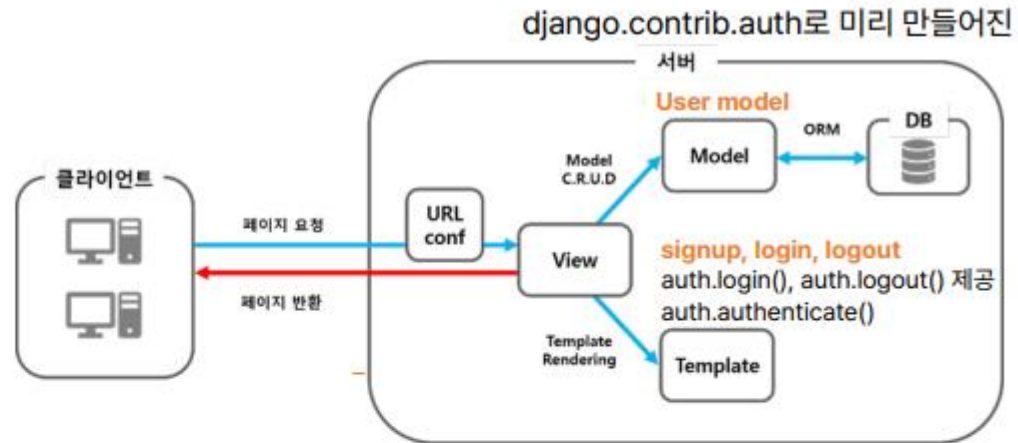 django.contrib.auth로 미리 만들어진
서버
User model
ORM
DB
Model
Model
C.R.U.D
클라이언트
URL
conf
페이지 요청
View
signup, login, logout
auth.login(), auth.logout() 제공
auth.authenticate()
페이지 반환
Template
Rendering
Template